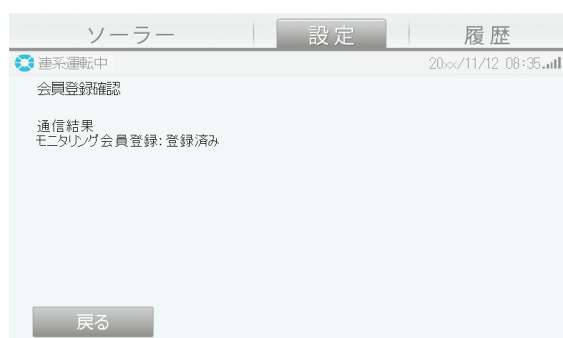 ソーラー 設定 履歴
連系運転中 20xx/11/12 08:35
会員登録確認
通信結果
モニタリング会員登録：登録済み
戻る